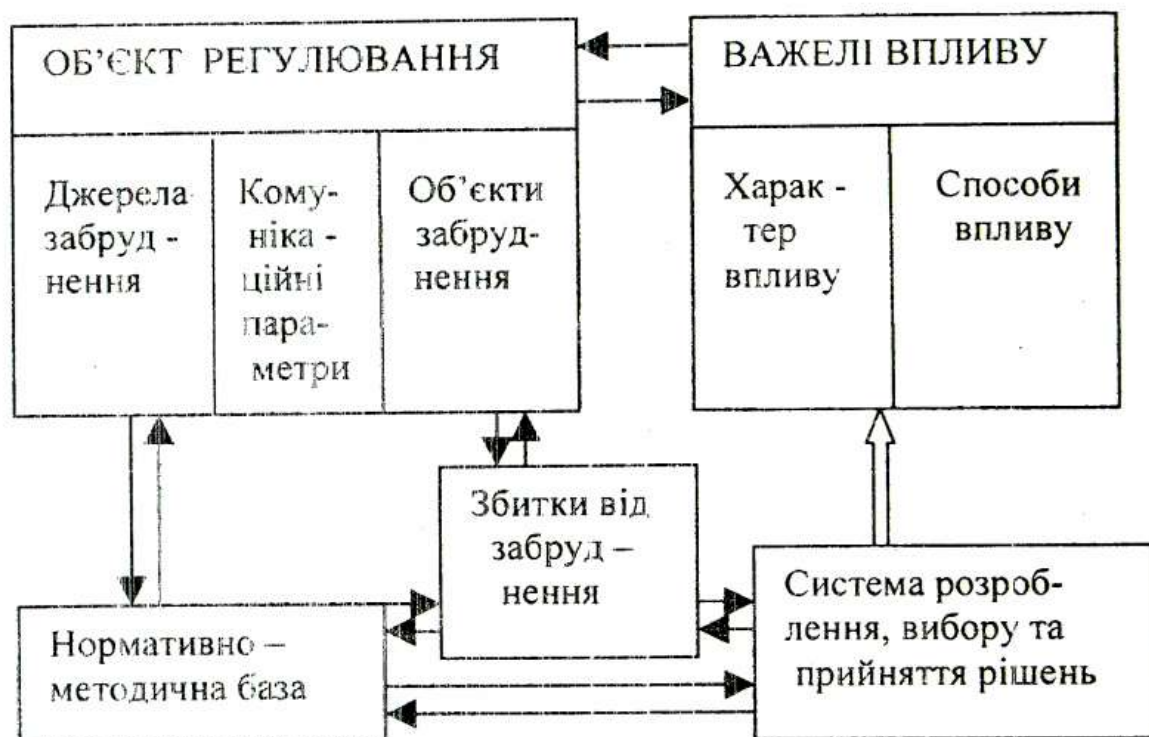 ОБ’ЄКТ РЕГУЛЮВАННЯ
ВАЖЕЛІ ВПЛИВУ
Джерела
забруд -
нення
Кому-
ніка -
ційні
пара-
метри
Об’єкти
забруд-
нення
Харак -
тер
впливу
Способи
впливу
Збитки від
забруд –
нення
Нормативно –
методична база
Система розроб-
лення, вибору та
прийняття рішень